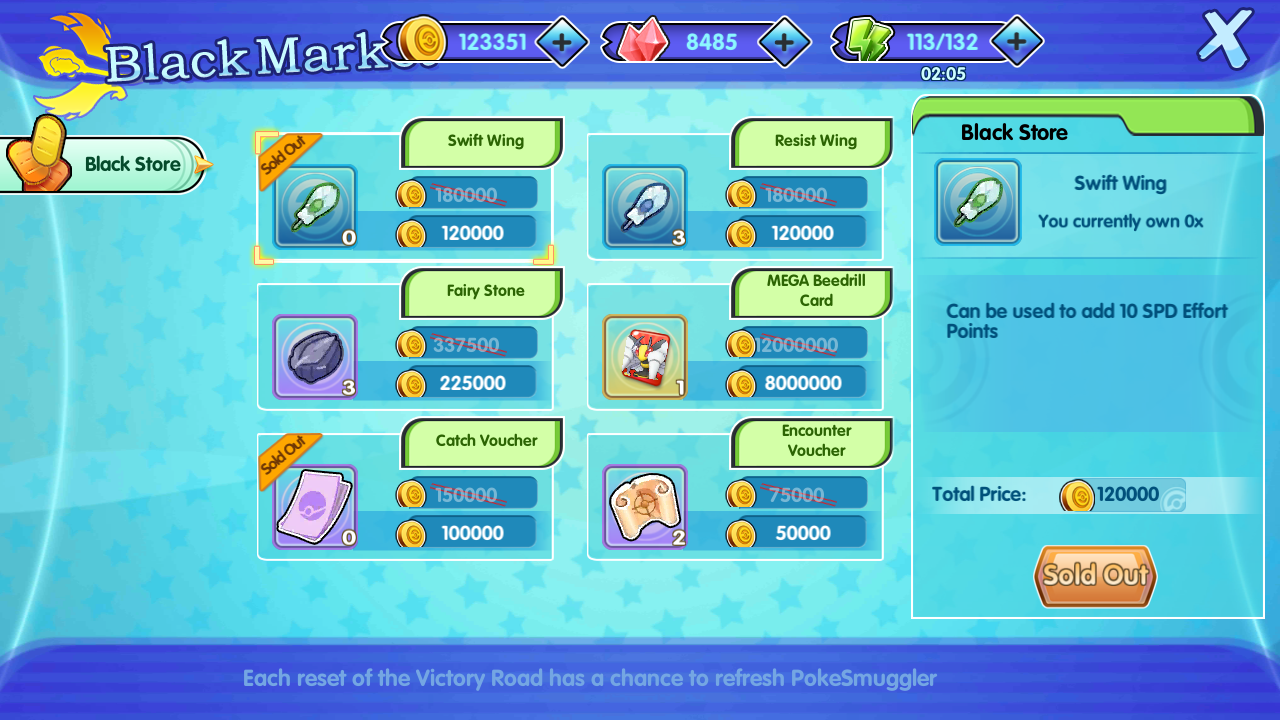 Black Mark
123351
8485
113/132
02:05
Black Store
Sold Out
Swift Wing
180000
120000
0
Resist Wing
180000
120000
3
Fairy Stone
337500
225000
3
MEGA Beedrill
Card
12000000
8000000
1
Sold Out
Catch Voucher
150000
100000
0
Encounter
Voucher
75000
50000
2
Black Store
Swift Wing
You currently own 0x
Can be used to add 10 SPD Effort
Points
Total Price: 120000
Sold Out
Each reset of the Victory Road has a chance to refresh PokeSmuggler